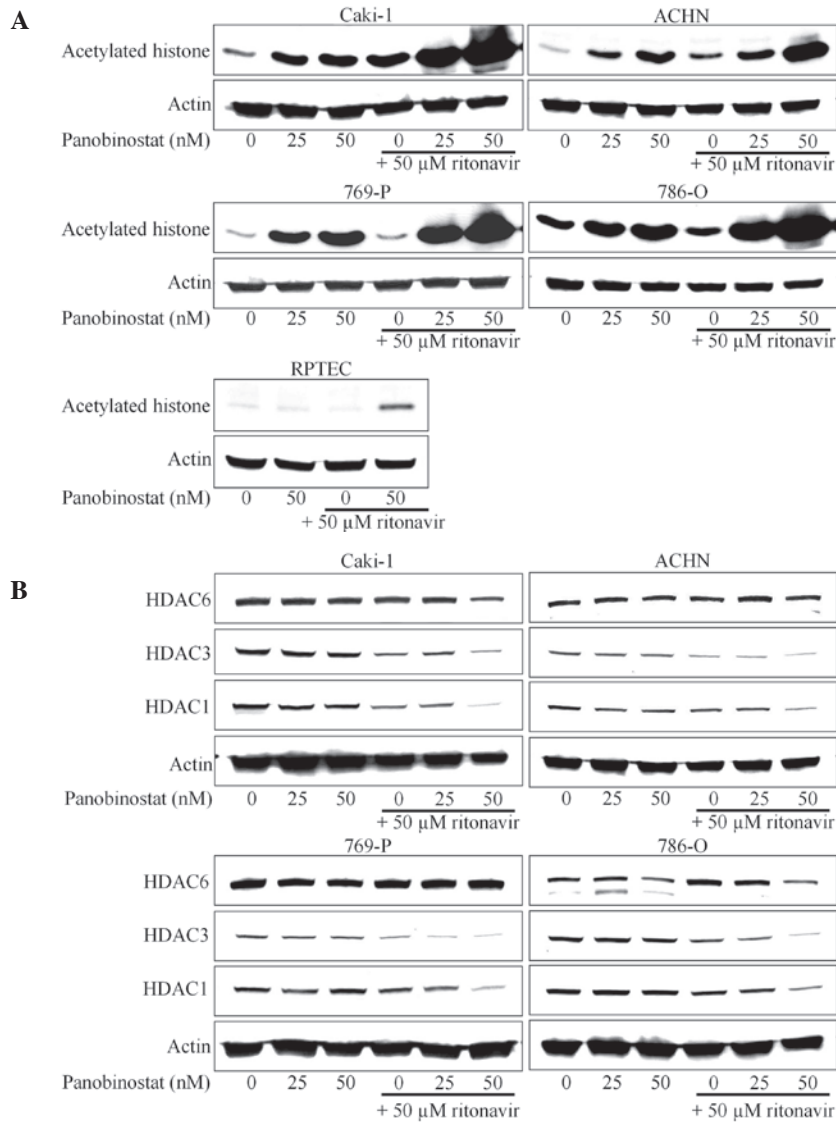 A
Caki-1 ACHN
Acetylated histone
Actin
Panobinostat (nM) 0 25 50 0 25 50 0 25 50 0 25 50
+ 50 µM ritonavir + 50 µM ritonavir
769-P 786-O
Acetylated histone
Actin
Panobinostat (nM) 0 25 50 0 25 50 0 25 50 0 25 50
+ 50 µM ritonavir + 50 µM ritonavir
RPTEC
Acetylated histone
Actin
Panobinostat (nM) 0 50 0 50
+ 50 µM ritonavir
B
Caki-1 ACHN
HDAC6
HDAC3
HDAC1
Actin
Panobinostat (nM) 0 25 50 0 25 50 0 25 50 0 25 50
+ 50 µM ritonavir + 50 µM ritonavir
769-P 786-O
HDAC6
HDAC3
HDAC1
Actin
Panobinostat (nM) 0 25 50 0 25 50 0 25 50 0 25 50
+ 50 µM ritonavir + 50 µM ritonavir